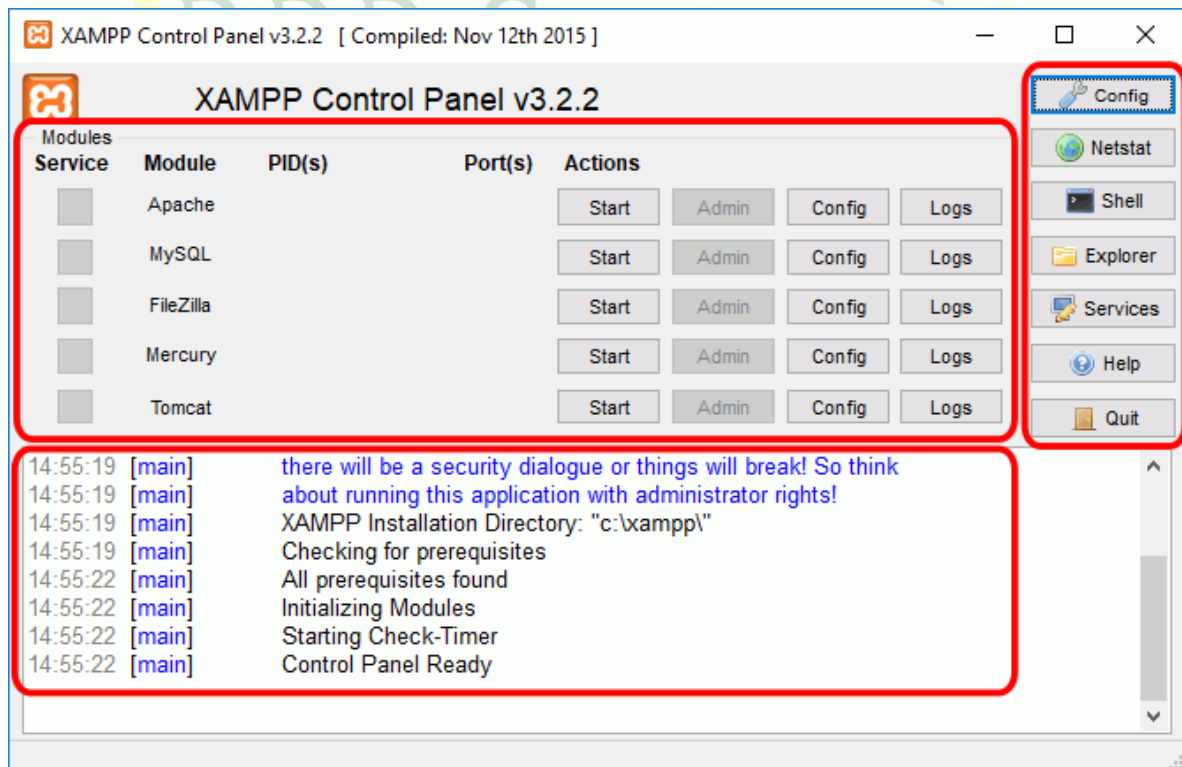 XAMPP Control Panel v3.2.2 [ Compiled: Nov 12th 2015 ]
XAMPP Control Panel v3.2.2
Modules
Service Module PID(s) Port(s) Actions
Apache Start Admin Config Logs
MySQL Start Admin Config Logs
FileZilla Start Admin Config Logs
Mercury Start Admin Config Logs
Tomcat Start Admin Config Logs
Config
Netstat
Shell
Explorer
Services
Help
Quit
14:55:19 [main] there will be a security dialogue or things will break! So think
14:55:19 [main] about running this application with administrator rights!
14:55:19 [main] XAMPP Installation Directory: "c:\xampp\"
14:55:19 [main] Checking for prerequisites
14:55:22 [main] All prerequisites found
14:55:22 [main] Initializing Modules
14:55:22 [main] Starting Check-Timer
14:55:22 [main] Control Panel Ready